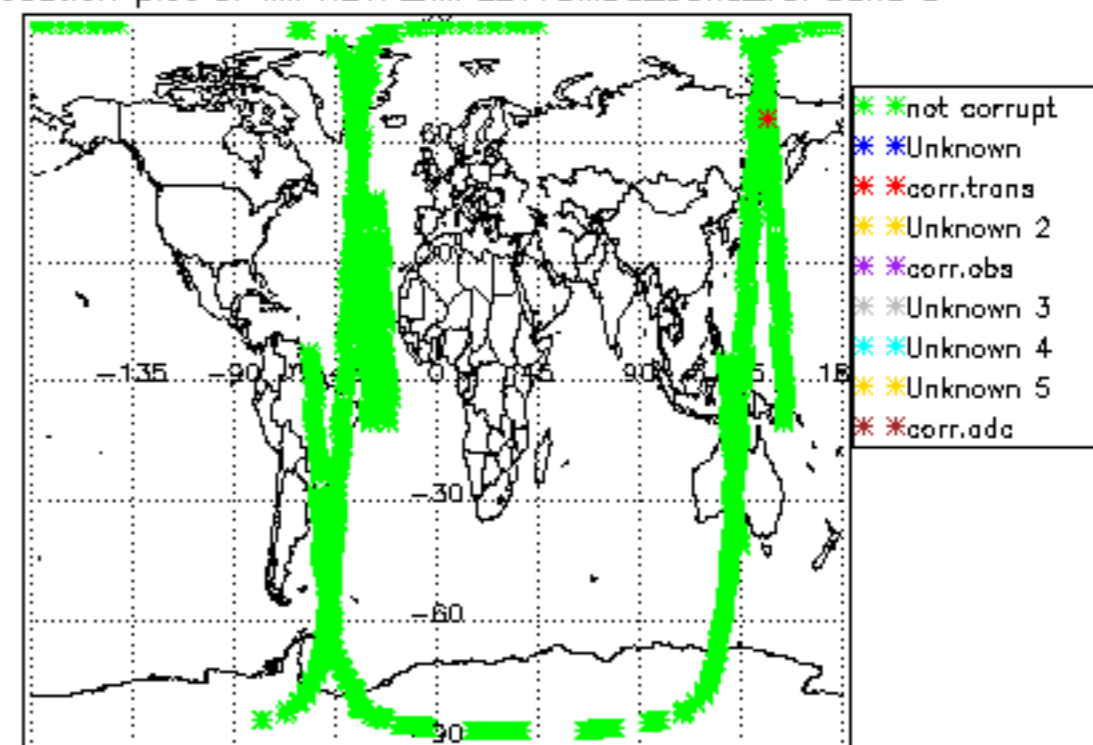 not corrupt
Unknown
corr.trans
Unknown 2
corr.obs
Unknown 3
Unknown 4
Unknown 5
corr.adc
60
-135
-90
0
90
-30
-60
-90